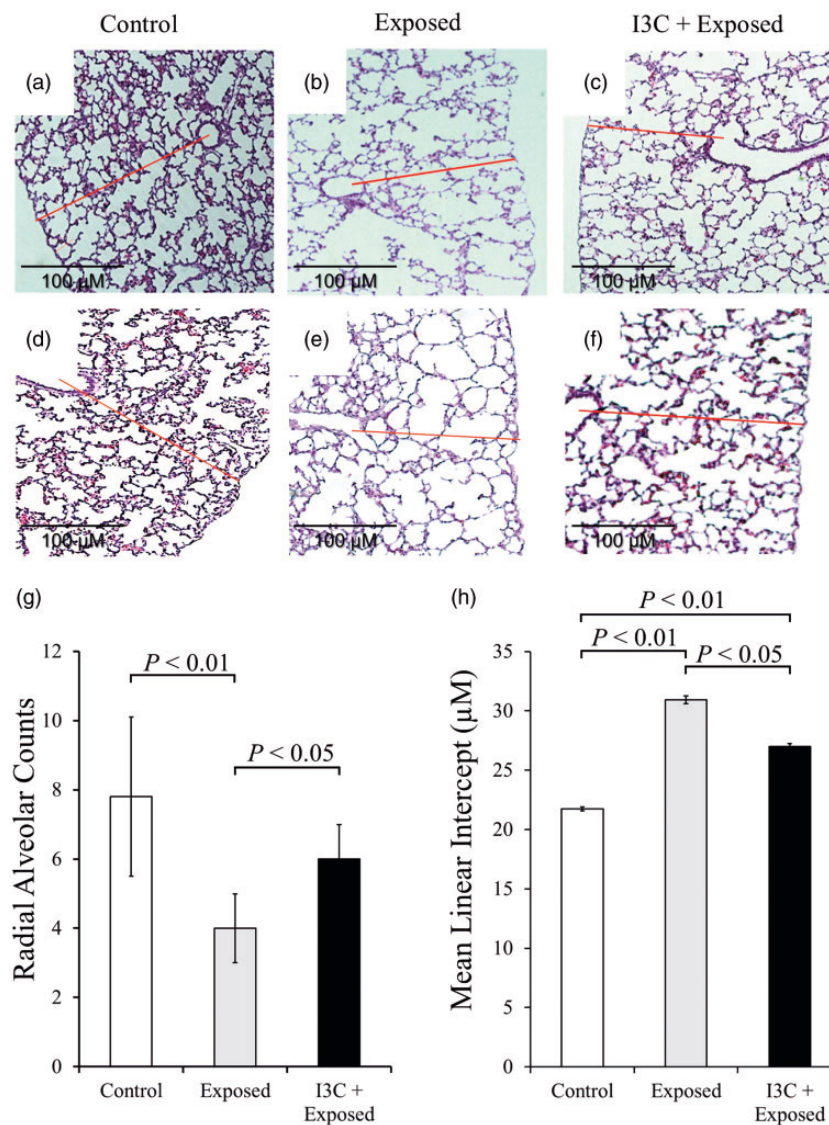 Control
Exposed
I3C + Exposed
(a)
(b)
(c)
100 µM
100 µM
100 µM
(d)
(e)
(f)
100 µM
100 µM
100 µM
(g)
12
10
8
6
4
2
0
Radial Alveolar Counts
P < 0.01
P < 0.05
Control
Exposed
I3C +
Exposed
(h)
35
30
25
20
15
10
5
0
Mean Linear Intercept (µM)
P < 0.01
P < 0.01
P < 0.05
Control
Exposed
I3C +
Exposed